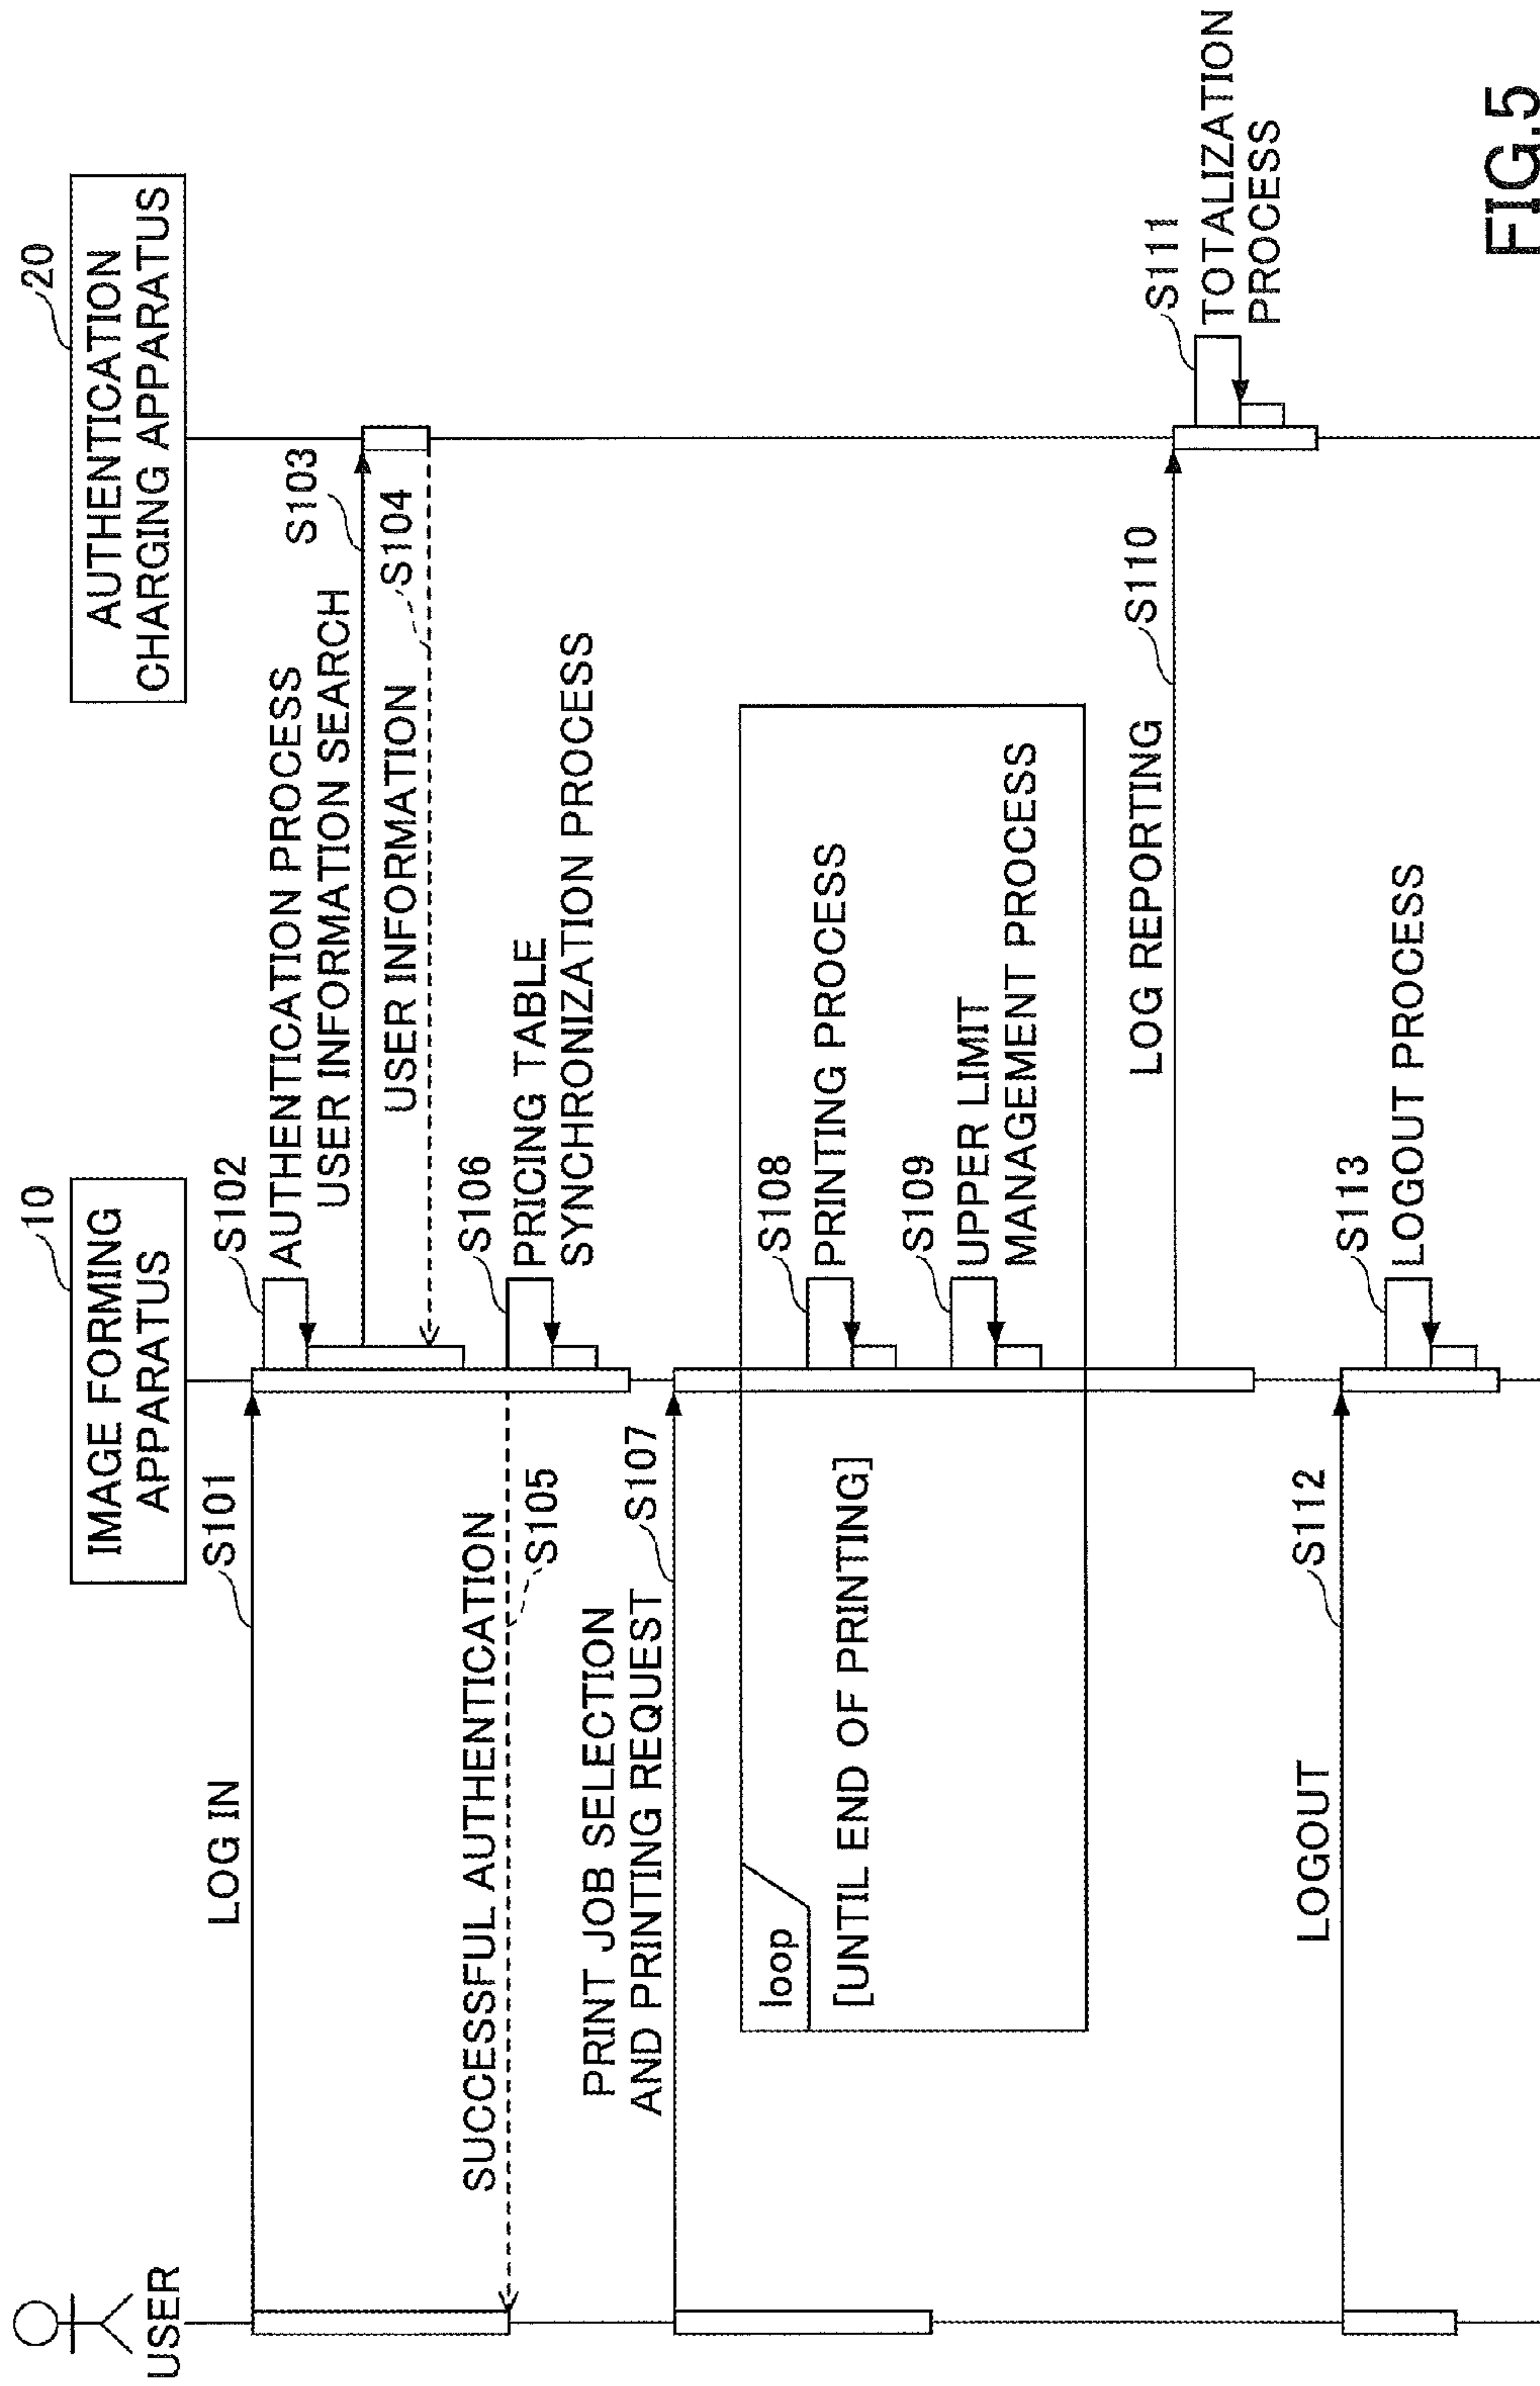 USER
10
IMAGE FORMING
APPARATUS
20
AUTHENTICATION
CHARGING APPARATUS
LOG IN
S101
S102
AUTHENTICATION PROCESS
USER INFORMATION SEARCH
S103
USER INFORMATION
S104
SUCCESSFUL AUTHENTICATION
S105
S106
PRICING TABLE
SYNCHRONIZATION PROCESS
PRINT JOB SELECTION
AND PRINTING REQUEST
S107
loop
[UNTIL END OF PRINTING]
S108
PRINTING PROCESS
S109
UPPER LIMIT
MANAGEMENT PROCESS
LOG REPORTING
S110
S111
TOTALIZATION
PROCESS
LOGOUT
S112
S113
LOGOUT PROCESS
FIG.5